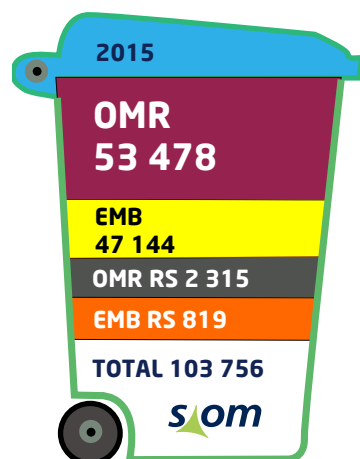 2015
OMR
53 478
EMB
47 144
OMR RS 2 315
EMB RS 819
TOTAL 103 756
siom